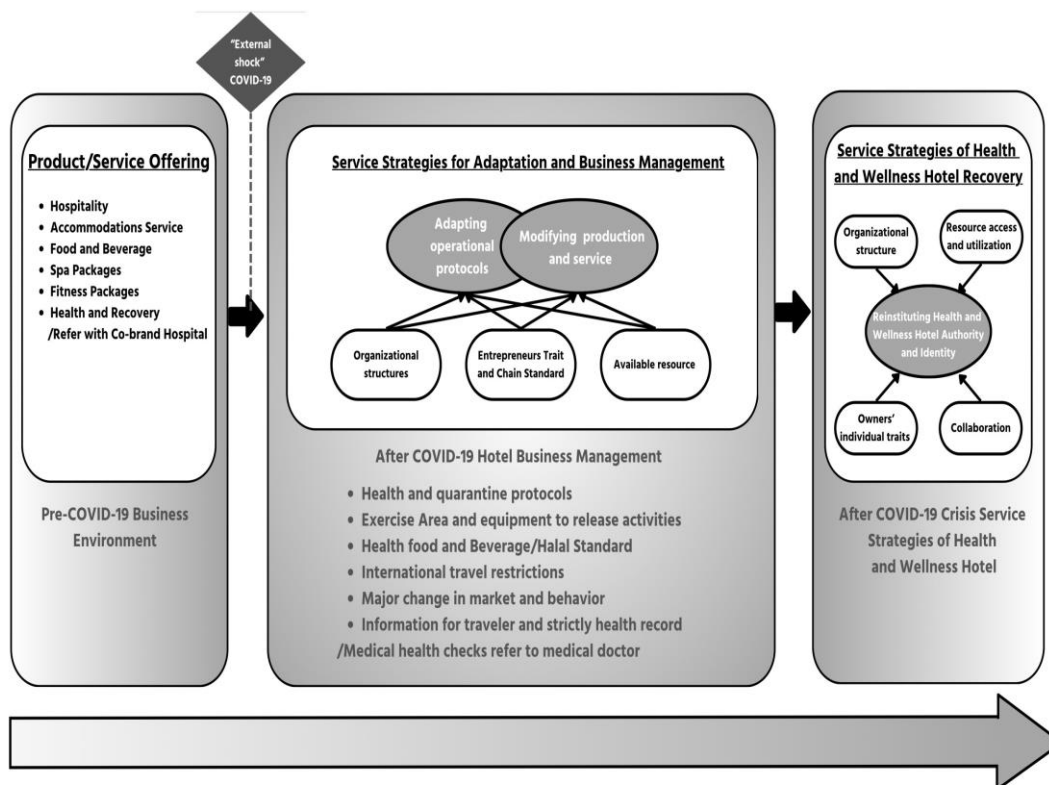 “External
shock”
COVID-19
Product/Service Offering
• Hospitality
• Accommodations Service
• Food and Beverage
• Spa Packages
• Fitness Packages
• Health and Recovery
/Refer with Co-brand Hospital
Pre-COVID-19 Business
Environment
Service Strategies for Adaptation and Business Management
Adapting
operational
protocols
Modifying production
and service
Organizational
structures
Entrepreneurs Trait
and Chain Standard
Available resource
After COVID-19 Hotel Business Management
• Health and quarantine protocols
• Exercise Area and equipment to release activities
• Health food and Beverage/Halal Standard
• International travel restrictions
• Major change in market and behavior
• Information for traveler and strictly health record
/Medical health checks refer to medical doctor
Service Strategies of Health
and Wellness Hotel Recovery
Organizational
structure
Resource access
and utilization
Reinstituting Health and
Wellness Hotel Authority
and Identity
Owners’
individual traits
Collaboration
After COVID-19 Crisis Service
Strategies of Health
and Wellness Hotel